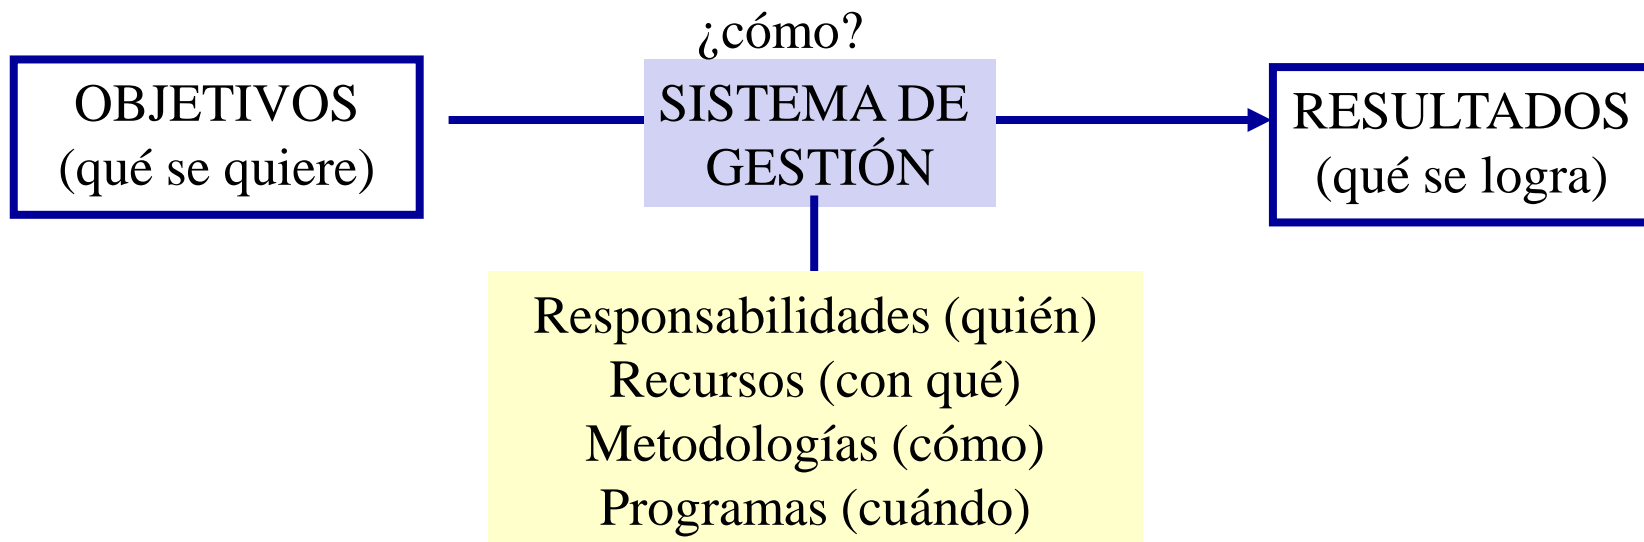 ¿cómo?
OBJETIVOS
(qué se quiere)
SISTEMA DE
GESTIÓN
RESULTADOS
(qué se logra)
Responsabilidades (quién)
Recursos (con qué)
Metodologías (cómo)
Programas (cuándo)